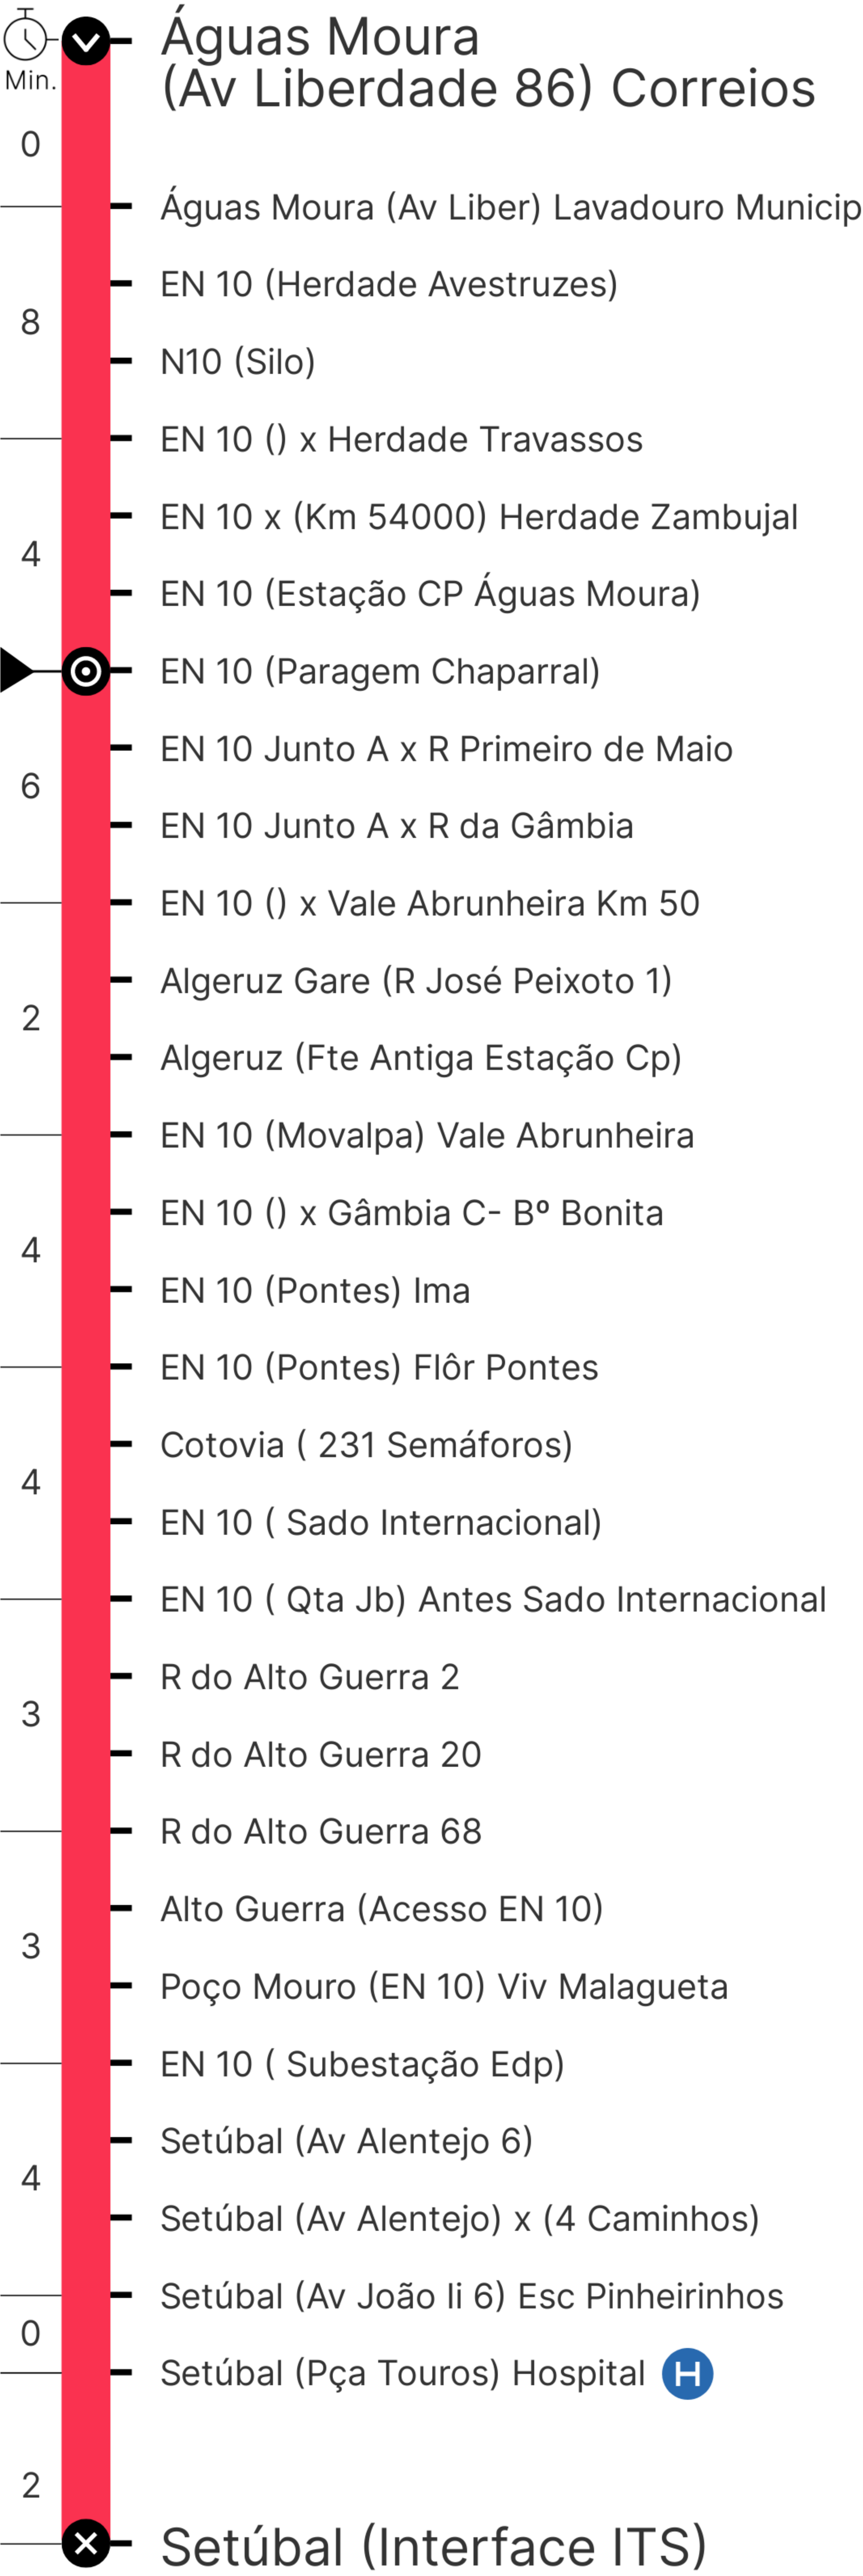 Min.
Águas Moura
(Av Liberdade 86) Correios
0
Águas Moura (Av Liber) Lavadouro Municip
EN 10 (Herdade Avestruzes)
8
N10 (Silo)
EN 10 () x Herdade Travassos
EN 10 x (Km 54000) Herdade Zambujal
4
EN 10 (Estação CP Águas Moura)
EN 10 (Paragem Chaparral)
EN 10 Junto A x R Primeiro de Maio
6
EN 10 Junto A x R da Gâmbia
EN 10 () x Vale Abrunheira Km 50
Algeruz Gare (R José Peixoto 1)
2
Algeruz (Fte Antiga Estação Cp)
EN 10 (Movalpa) Vale Abrunheira
EN 10 () x Gâmbia C- Bº Bonita
4
EN 10 (Pontes) Ima
EN 10 (Pontes) Flôr Pontes
Cotovia ( 231 Semáforos)
4
EN 10 ( Sado Internacional)
EN 10 ( Qta Jb) Antes Sado Internacional
R do Alto Guerra 2
3
R do Alto Guerra 20
R do Alto Guerra 68
Alto Guerra (Acesso EN 10)
3
Poço Mouro (EN 10) Viv Malagueta
EN 10 ( Subestação Edp)
Setúbal (Av Alentejo 6)
4
Setúbal (Av Alentejo) x (4 Caminhos)
Setúbal (Av João Ii 6) Esc Pinheirinhos
0
Setúbal (Pça Touros) Hospital H
2
Setúbal (Interface ITS)